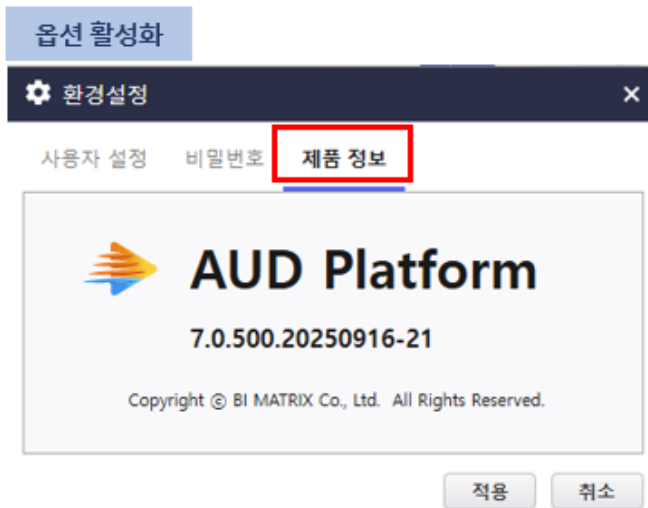 옵션 활성화
환경설정
사용자 설정 비밀번호 제품 정보
AUD Platform
7.0.500.20250916-21
Copyright ⓒ BI MATRIX Co., Ltd. All Rights Reserved.
적용 취소